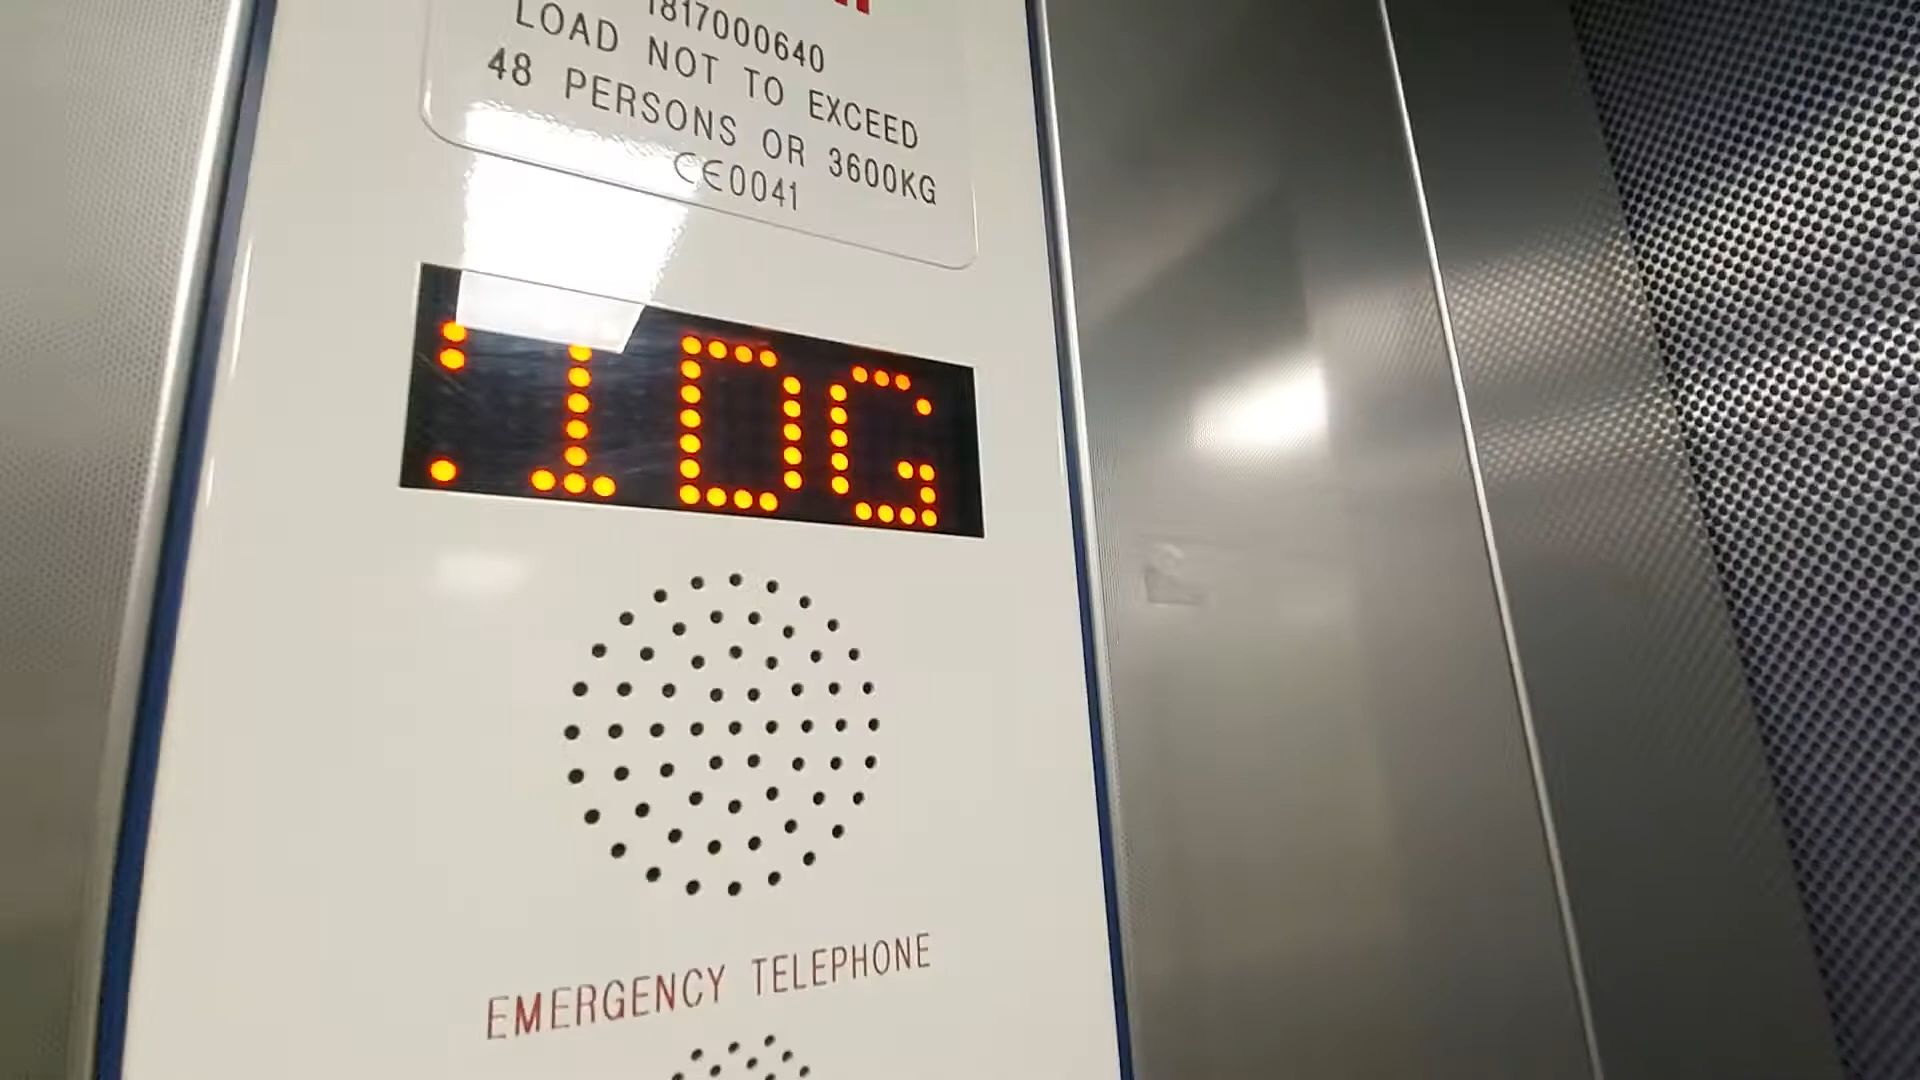 1817000640
LOAD NOT TO EXCEED
48 PERSONS OR 3600KG
CE0041
EMERGENCY TELEPHONE